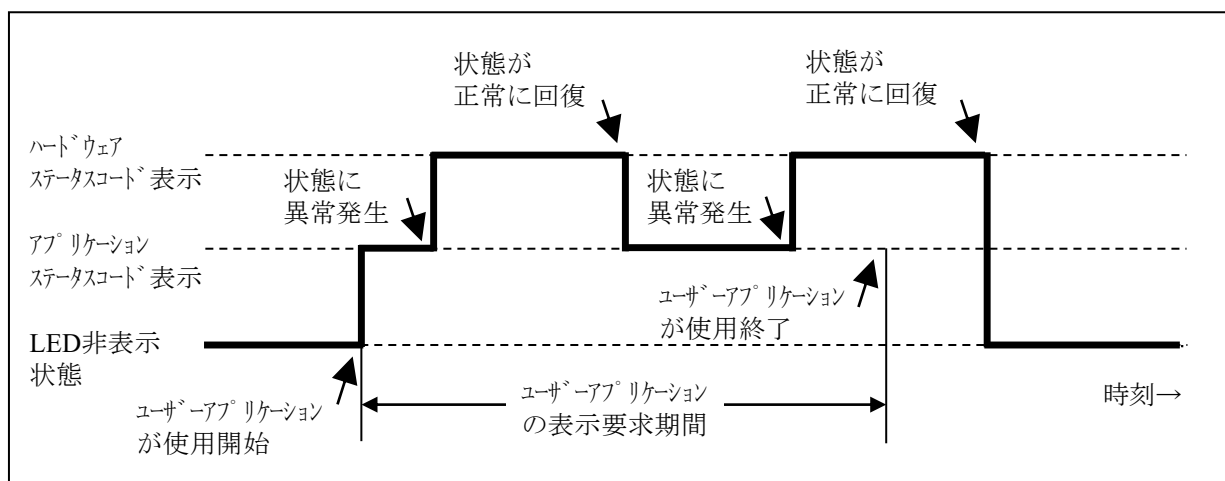 状態が
正常に回復
状態が
正常に回復
ﾊｰﾄﾞｳｪｱ
ｽﾃｰﾀｽｺｰﾄﾞ表示
状態に
異常発生
状態に
異常発生
ｱﾌﾟﾘｹｰｼｮﾝ
ｽﾃｰﾀｽｺｰﾄﾞ表示
ﾕｰｻﾞｰｱﾌﾟﾘｹｰｼｮﾝ
が使用終了
LED非表示
状態
ﾕｰｻﾞｰｱﾌﾟﾘｹｰｼｮﾝ
が使用開始
ﾕｰｻﾞｰｱﾌﾟﾘｹｰｼｮﾝ
の表示要求期間
時刻→